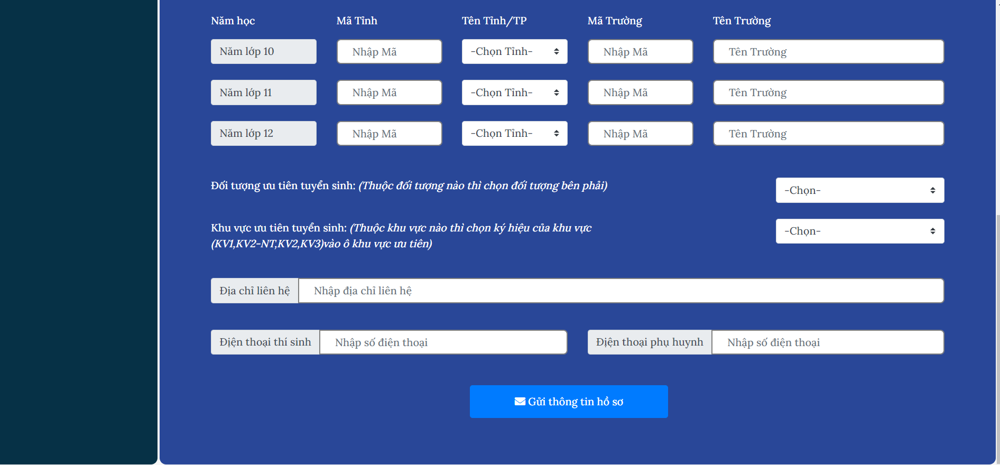 Năm học Mã Tỉnh Tên Tỉnh/TP Mã Trường Tên Trường
Năm lớp 10 Nhập Mã -Chọn Tỉnh- Nhập Mã Tên Trường
Năm lớp 11 Nhập Mã -Chọn Tỉnh- Nhập Mã Tên Trường
Năm lớp 12 Nhập Mã -Chọn Tỉnh- Nhập Mã Tên Trường
Đối tượng ưu tiên tuyển sinh: (Thuộc đối tượng nào thì chọn đối tượng bên phải) -Chọn-
Khu vực ưu tiên tuyển sinh: (Thuộc khu vực nào thì chọn ký hiệu của khu vực -Chọn-
(KV1,KV2-NT,KV2,KV3)vào ô khu vực ưu tiên)
Địa chỉ liên hệ Nhập địa chỉ liên hệ
Điện thoại thí sinh Nhập số điện thoại Điện thoại phụ huynh Nhập số điện thoại
Gửi thông tin hồ sơ